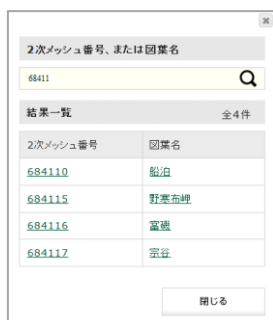 2次メッシュ番号、または図葉名
68411
結果一覧 全4件
2次メッシュ番号 図葉名
684110 船泊
684115 野寒布岬
684116 富磯
684117 宗谷
閉じる